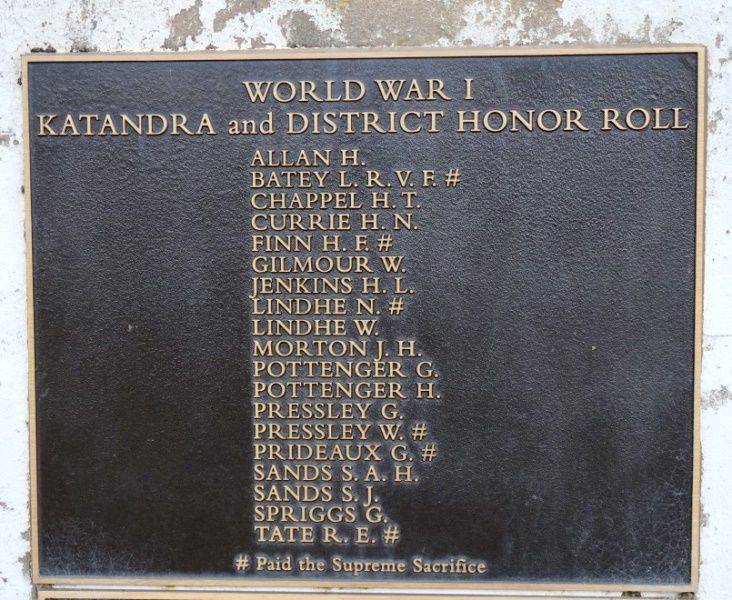 WORLD WAR I
KATANDRA and DISTRICT HONOR ROLL
ALLAN H.
BATEY L. R. V. F. #
CHAPPEL H. T.
CURRIE H. N.
FINN H. F. #
GILMOUR W.
JENKINS H. L.
LINDHE N. #
LINDHE W.
MORTON J. H.
POTTENGER G.
POTTENGER H.
PRESSLEY G.
PRESSLEY W. #
PRIDEAUX G. #
SANDS S. A. H.
SANDS S. J.
SPRIGGS G.
TATE R. E. #
# Paid the Supreme Sacrifice